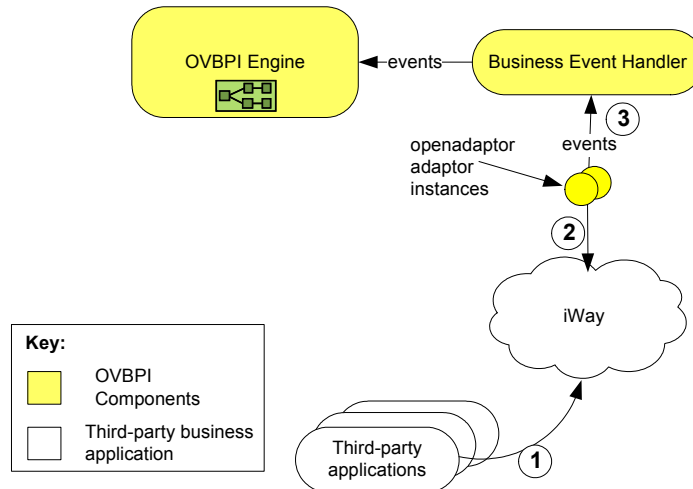 OVBPI Engine
events
Business Event Handler
3
events
openadaptor
adaptor
instances
2
iWay
Key:
OVBPI
Components
Third-party business
application
Third-party
applications
1